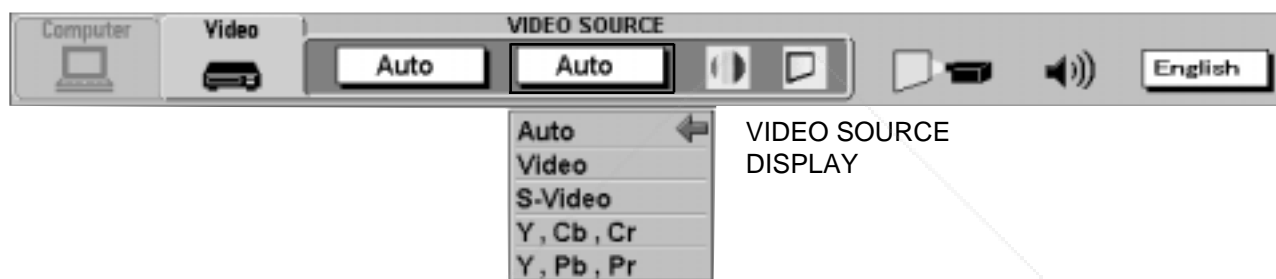 Computer Video VIDEO SOURCE
Auto Auto English
Auto
Video
S-Video
Y , Cb , Cr
Y , Pb , Pr
VIDEO SOURCE
DISPLAY